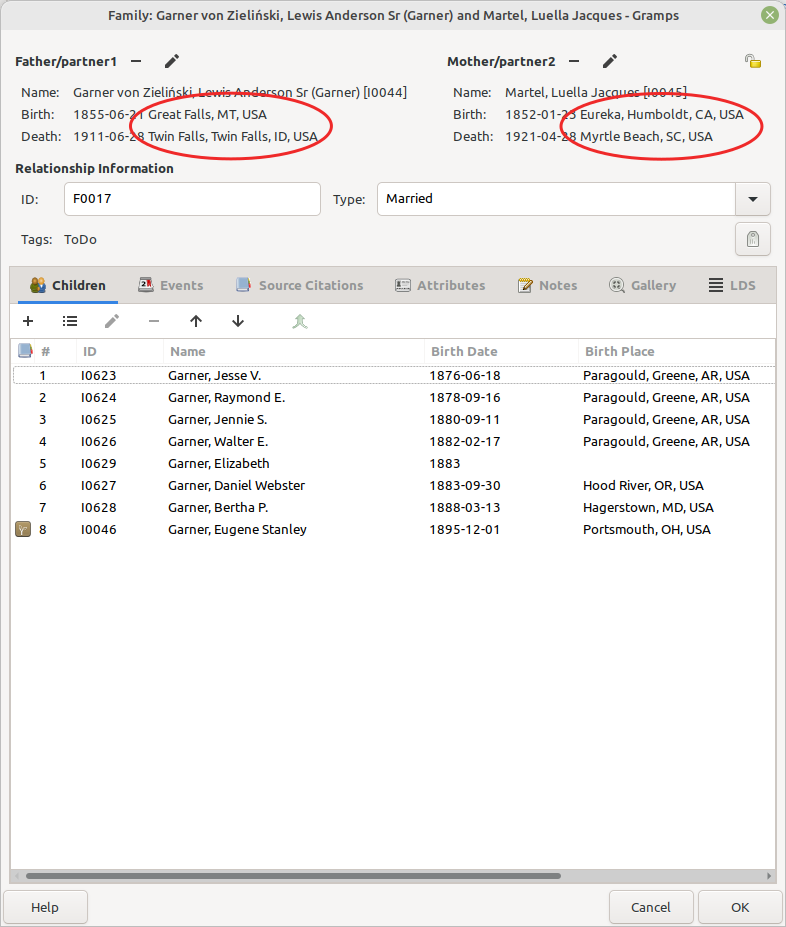 Family: Garner von Zieliński, Lewis Anderson Sr (Garner) and Martel, Luella Jacques - Gramps
Father/partner1 Mother/partner2
Name: Garner von Zieliński, Lewis Anderson Sr (Garner) [I0044] Name: Martel, Luella Jacques [I0045]
Birth: 1855-06-21 Great Falls, MT, USA Birth: 1852-01-23 Eureka, Humboldt, CA, USA
Death: 1911-06-28 Twin Falls, Twin Falls, ID, USA Death: 1921-04-28 Myrtle Beach, SC, USA
Relationship Information
ID: F0017 Type: Married
Tags: ToDo
Children Events Source Citations Attributes Notes Gallery LDS
# ID Name Birth Date Birth Place
1 I0623 Garner, Jesse V. 1876-06-18 Paragould, Greene, AR, USA
2 I0624 Garner, Raymond E. 1878-09-16 Paragould, Greene, AR, USA
3 I0625 Garner, Jennie S. 1880-09-11 Paragould, Greene, AR, USA
4 I0626 Garner, Walter E. 1882-02-17 Paragould, Greene, AR, USA
5 I0629 Garner, Elizabeth 1883
6 I0627 Garner, Daniel Webster 1883-09-30 Hood River, OR, USA
7 I0628 Garner, Bertha P. 1888-03-13 Hagerstown, MD, USA
8 I0046 Garner, Eugene Stanley 1895-12-01 Portsmouth, OH, USA
Help Cancel OK